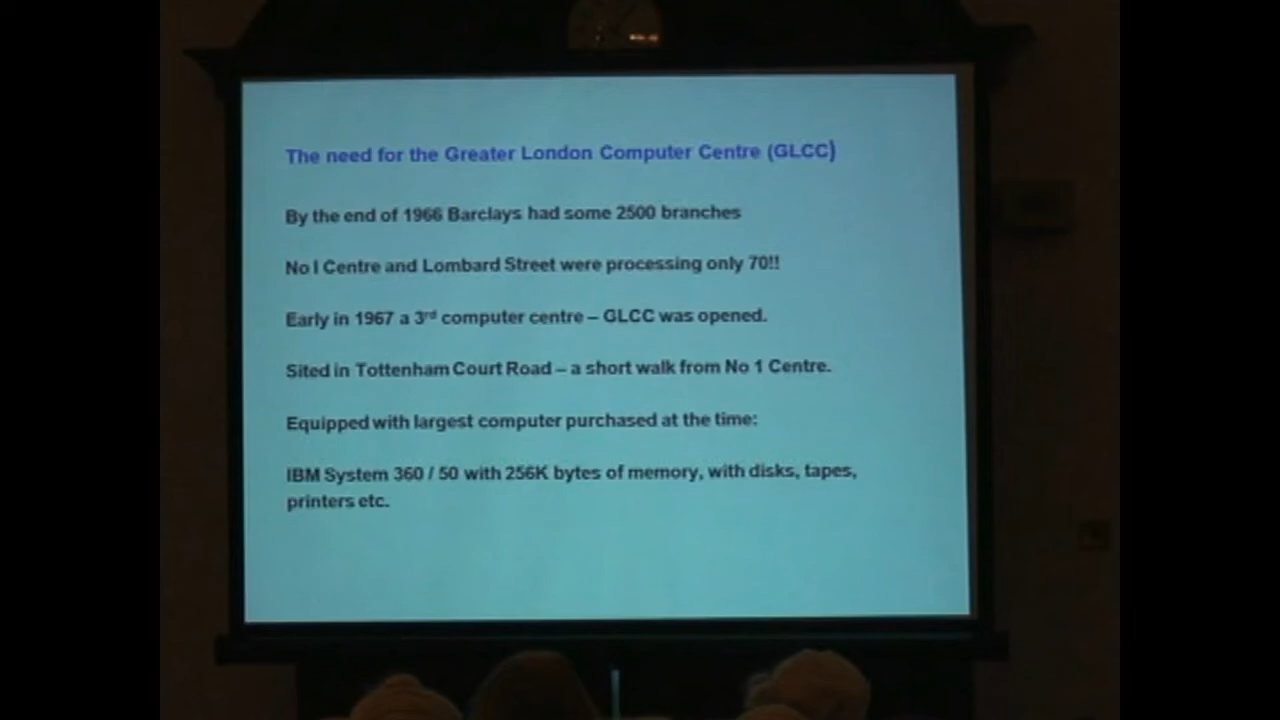 The need for the Greater London Computer Centre (GLCC)
By the end of 1966 Barclays had some 2500 branches
No I Centre and Lombard Street were processing only 70!!
Early in 1967 a 3rd computer centre – GLCC was opened.
Sited in Tottenham Court Road – a short walk from No 1 Centre.
Equipped with largest computer purchased at the time:
IBM System 360 / 50 with 256K bytes of memory, with disks, tapes,
printers etc.